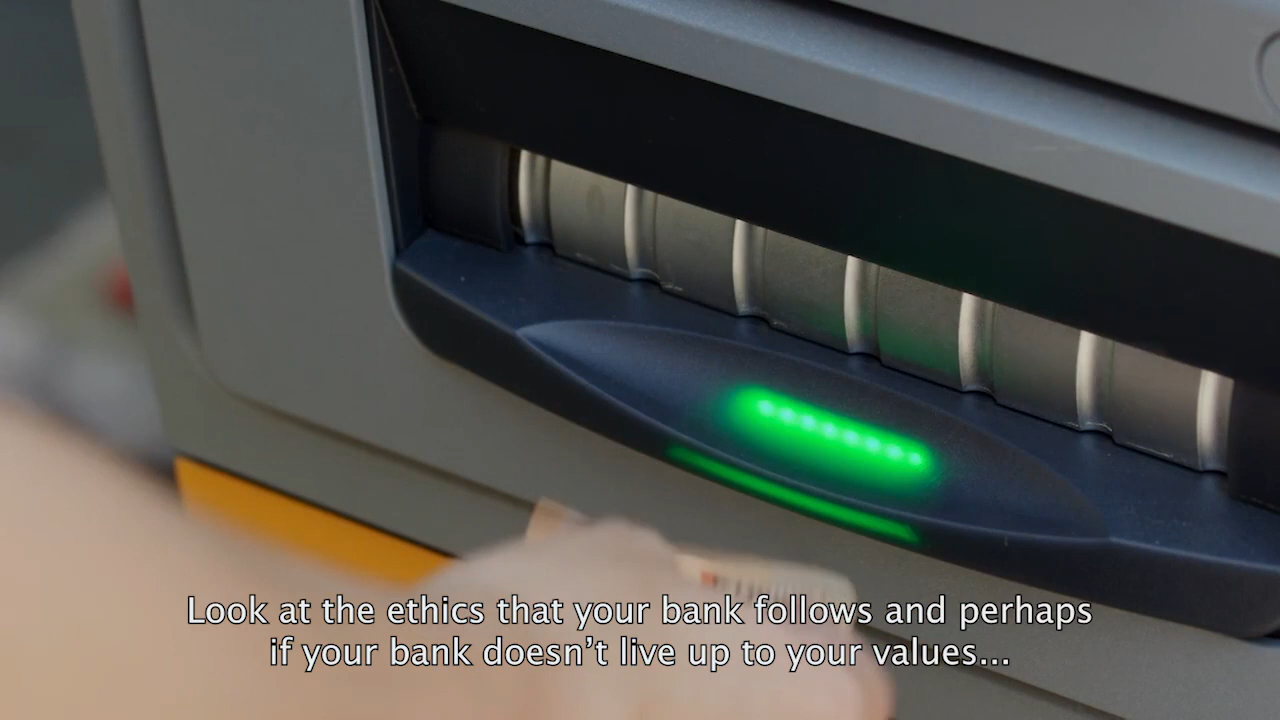 Look at the ethics that your bank follows and perhaps
if your bank doesn’t live up to your values...